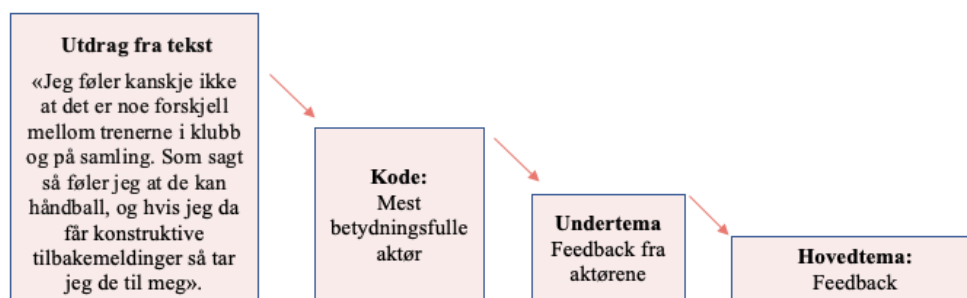 Utdrag fra tekst
«Jeg føler kanskje ikke
at det er noe forskjell
mellom trenerne i klubb
og på samling. Som sagt
så føler jeg at de kan
håndball, og hvis jeg da
får konstruktive
tilbakemeldinger så tar
jeg de til meg».
Kode:
Mest
betydningsfulle
aktør
Undertema
Feedback fra
aktørene
Hovedtema:
Feedback